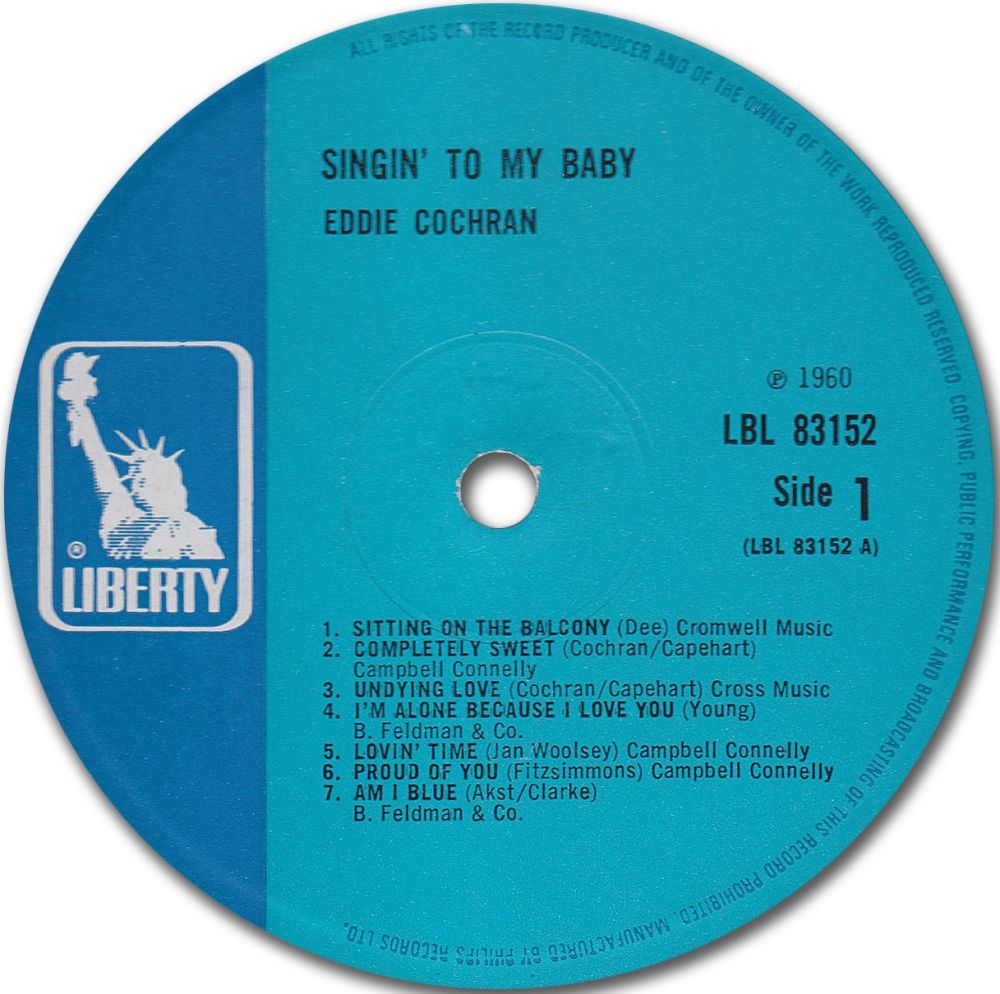 ALL RIGHTS OF THE RECORD PRODUCER AND OF THE OWNER OF THE WORK REPRODUCED RESERVED. COPYING, PUBLIC PERFORMANCE AND BROADCASTING OF THIS RECORD PROHIBITED. MANUFACTURED BY PHILIPS RECORDS LTD.
SINGIN' TO MY BABY
EDDIE COCHRAN
℗ 1960
LBL 83152
Side 1
(LBL 83152 A)
®
LIBERTY
1. SITTING ON THE BALCONY (Dee) Cromwell Music
2. COMPLETELY SWEET (Cochran/Capehart)
Campbell Connelly
3. UNDYING LOVE (Cochran/Capehart) Cross Music
4. I'M ALONE BECAUSE I LOVE YOU (Young)
B. Feldman & Co.
5. LOVIN' TIME (Jan Woolsey) Campbell Connelly
6. PROUD OF YOU (Fitzsimmons) Campbell Connelly
7. AM I BLUE (Akst/Clarke)
B. Feldman & Co.